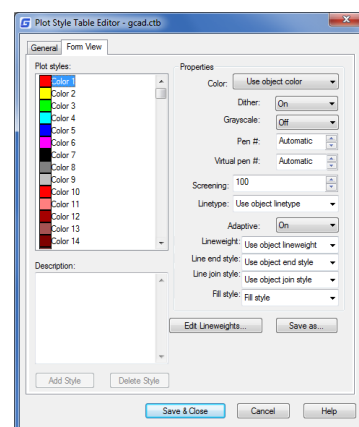 Plot Style Table Editor - gcad.ctb
General Form View
Plot styles:
Color 1
Color 2
Color 3
Color 4
Color 5
Color 6
Color 7
Color 8
Color 9
Color 10
Color 11
Color 12
Color 13
Color 14
Description:
Add Style Delete Style
Properties
Color: Use object color
Dither: On
Grayscale: Off
Pen #: Automatic
Virtual pen #: Automatic
Screening: 100
Linetype: Use object linetype
Adaptive: On
Lineweight: Use object lineweight
Line end style: Use object end style
Line join style: Use object join style
Fill style: Fill style
Edit Lineweights... Save as...
Save & Close Cancel Help